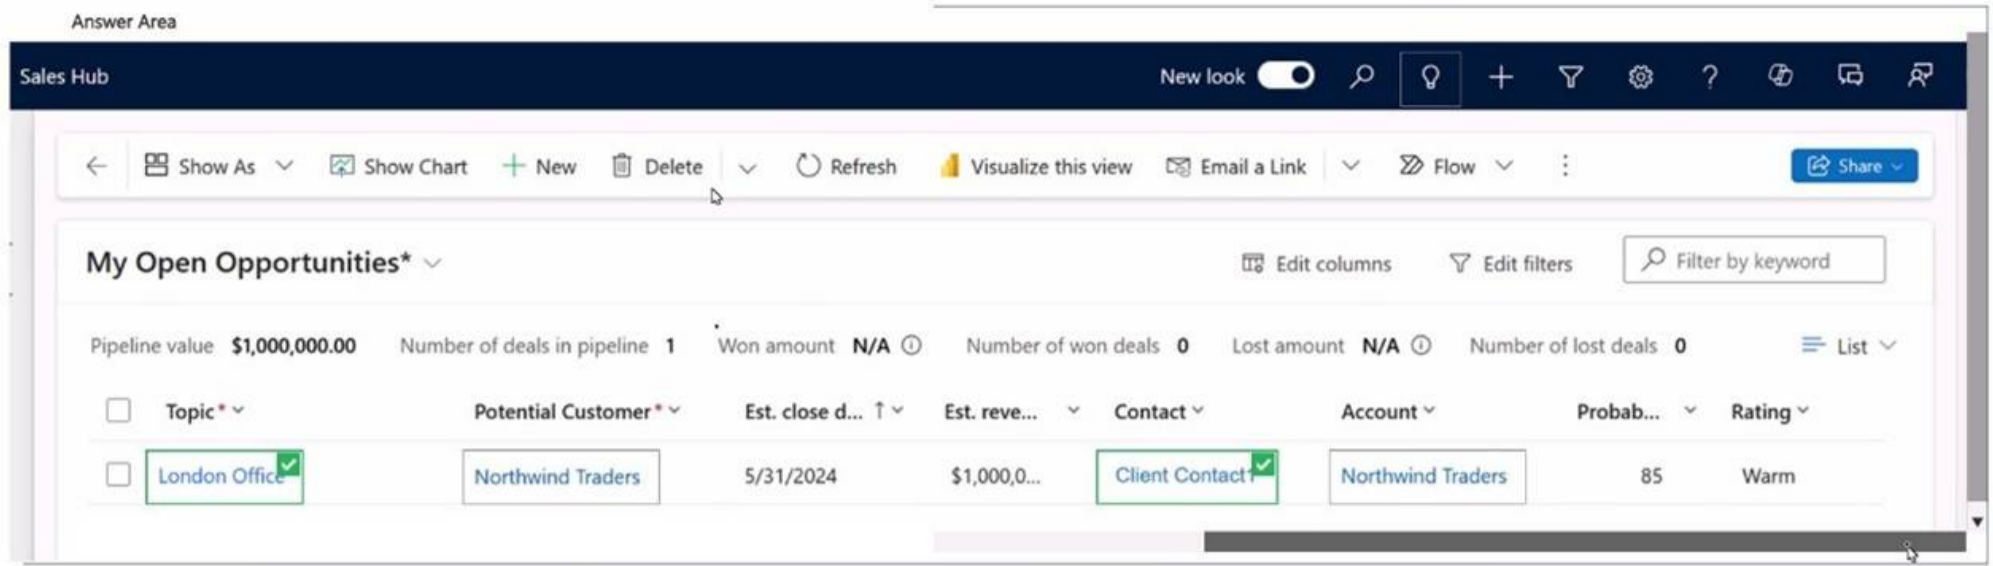 Answer Area
Sales Hub
New look
Show As
Show Chart
New
Delete
Refresh
Visualize this view
Email a Link
Flow
Share
My Open Opportunities*
Edit columns
Edit filters
Filter by keyword
Pipeline value $1,000,000.00 Number of deals in pipeline 1 Won amount N/A Number of won deals 0 Lost amount N/A Number of lost deals 0 List
Topic* Potential Customer* Est. close d... Est. reve... Contact Account Probab... Rating
London Office Northwind Traders 5/31/2024 $1,000,0... Client Contact1 Northwind Traders 85 Warm